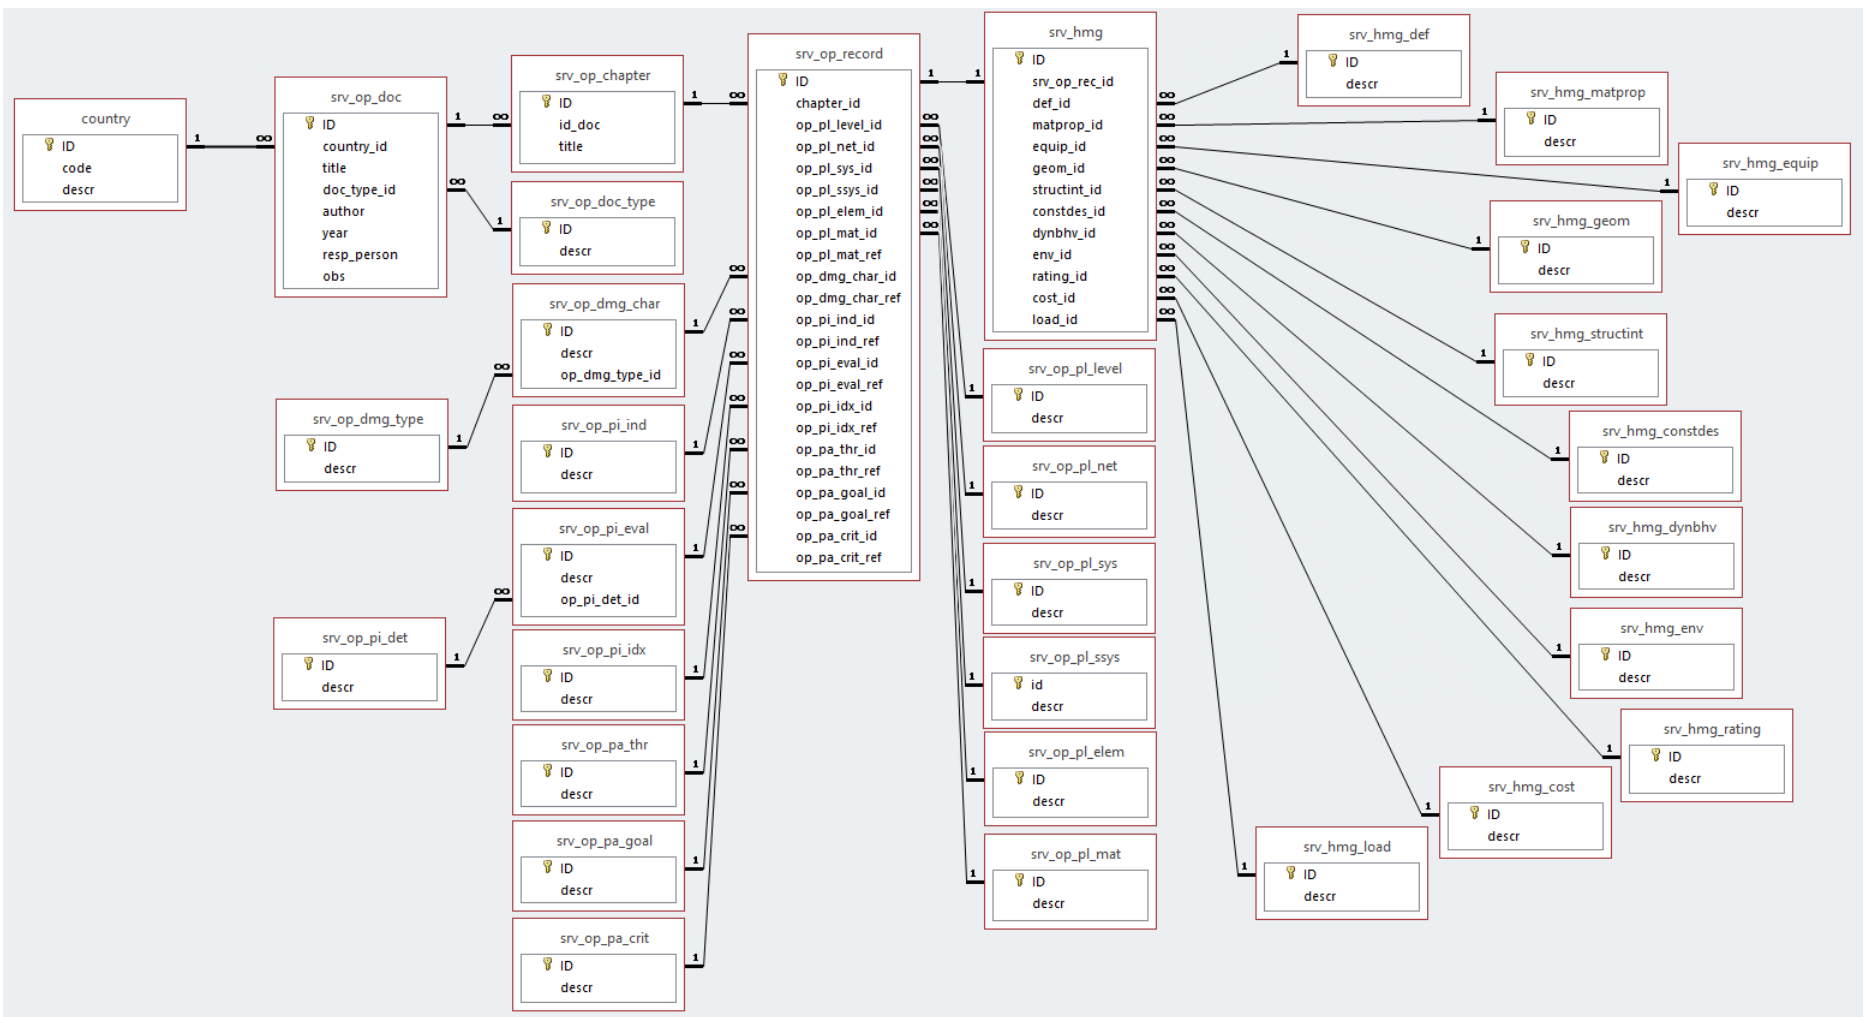 country
ID
code
descr
srv_op_doc
ID
country_id
title
doc_type_id
author
year
resp_person
obs
srv_op_chapter
ID
id_doc
title
srv_op_doc_type
ID
descr
srv_op_dmg_char
ID
descr
op_dmg_type_id
srv_op_dmg_type
ID
descr
srv_op_pi_ind
ID
descr
srv_op_pi_eval
ID
descr
op_pi_det_id
srv_op_pi_det
ID
descr
srv_op_pi_idx
ID
descr
srv_op_pa_thr
ID
descr
srv_op_pa_goal
ID
descr
srv_op_pa_crit
ID
descr
srv_op_record
ID
chapter_id
op_pl_level_id
op_pl_net_id
op_pl_sys_id
op_pl_ssys_id
op_pl_elem_id
op_pl_mat_id
op_pl_mat_ref
op_dmg_char_id
op_dmg_char_ref
op_pi_ind_id
op_pi_ind_ref
op_pi_eval_id
op_pi_eval_ref
op_pi_idx_id
op_pi_idx_ref
op_pa_thr_id
op_pa_thr_ref
op_pa_goal_id
op_pa_goal_ref
op_pa_crit_id
op_pa_crit_ref
srv_hmg
ID
srv_op_rec_id
def_id
matprop_id
equip_id
geom_id
structint_id
constdes_id
dynbhv_id
env_id
rating_id
cost_id
load_id
srv_op_pl_level
ID
descr
srv_op_pl_net
ID
descr
srv_op_pl_sys
ID
descr
srv_op_pl_ssys
id
descr
srv_op_pl_elem
ID
descr
srv_op_pl_mat
ID
descr
srv_hmg_def
ID
descr
srv_hmg_matprop
ID
descr
srv_hmg_equip
ID
descr
srv_hmg_geom
ID
descr
srv_hmg_structint
ID
descr
srv_hmg_constdes
ID
descr
srv_hmg_dynbhv
ID
descr
srv_hmg_env
ID
descr
srv_hmg_rating
ID
descr
srv_hmg_cost
ID
descr
srv_hmg_load
ID
descr